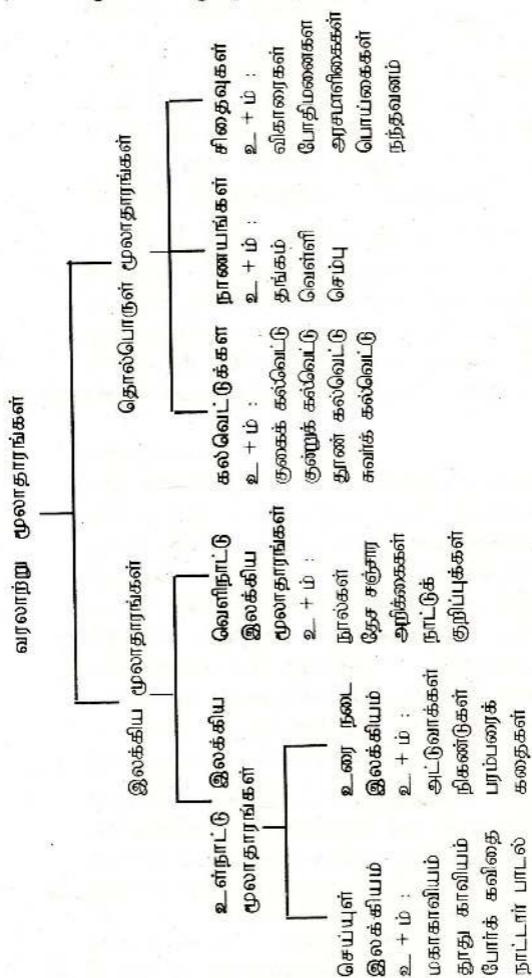 வரலாற்று மூலாதாரங்கள்
இலக்கிய மூலாதாரங்கள்
தொல்பொருள் மூலாதாரங்கள்
உள்நாட்டு இலக்கிய
மூலாதாரங்கள்
வெளிநாட்டு
இலக்கிய
மூலாதாரங்கள்
உ + ம் :
நூல்கள்
தேச சஞ்சார
அறிக்கைகள்
நாட்டுக்
குறிப்புக்கள்
கல்வெட்டுக்கள
உ + ம் :
குகைக் கல்வெட்டு
குன்றுக் கல்வெட்டு
தூண் கல்வெட்டு
சுவர்க் கல்வெட்டு
நாணயங்கள்
உ + ம் :
தங்கம்
வெள்ளி
செம்பு
சிதைவுகள்
உ + ம் :
விகாரைகள்
போதிமனைகள
அரசமாளிகைகள்
பொய்கைகள்
நந்தவனம்
செய்யுள்
இலக்கியம்
உ + ம் :
மகாகாவியம்
தூது காவியம்
போர்க் கவிதை
நாட்டார் பாடல்
உரை நடை
இலக்கியம்
உ + ம் :
அட்டுவாக்கள்
நிகண்டுகள்
பரம்பரைக்
கதைகள்